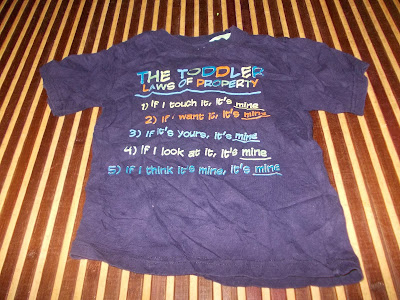 THE TODDLER
LAWS OF PROPERTY
1) if I touch it, it's mine
2) if I want it, it's mine
3) if it's yours, it's mine
4) if I look at it, it's mine
5) if I think it's mine, it's mine